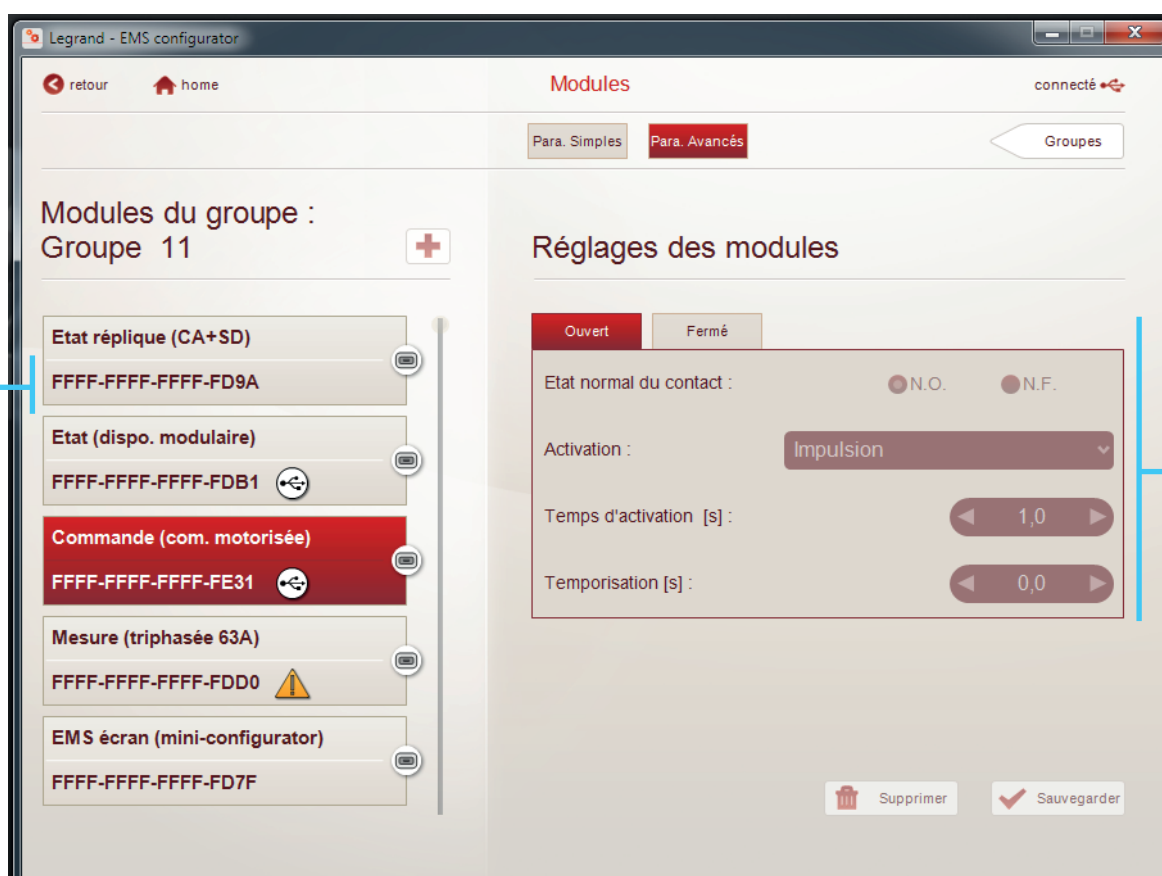 Legrand - EMS configurator
retour
home
Modules
connecté
Para. Simples
Para. Avancés
Groupes
Modules du groupe :
Groupe 11
Réglages des modules
Etat réplique (CA+SD)
FFFF-FFFF-FFFF-FD9A
Etat (dispo. modulaire)
FFFF-FFFF-FFFF-FDB1
Commande (com. motorisée)
FFFF-FFFF-FFFF-FE31
Mesure (triphasée 63A)
FFFF-FFFF-FFFF-FDD0
EMS écran (mini-configurator)
FFFF-FFFF-FFFF-FD7F
Ouvert
Fermé
Etat normal du contact :
N.O.
N.F.
Activation :
Impulsion
Temps d'activation [s] :
1,0
Temporisation [s] :
0,0
Supprimer
Sauvegarder